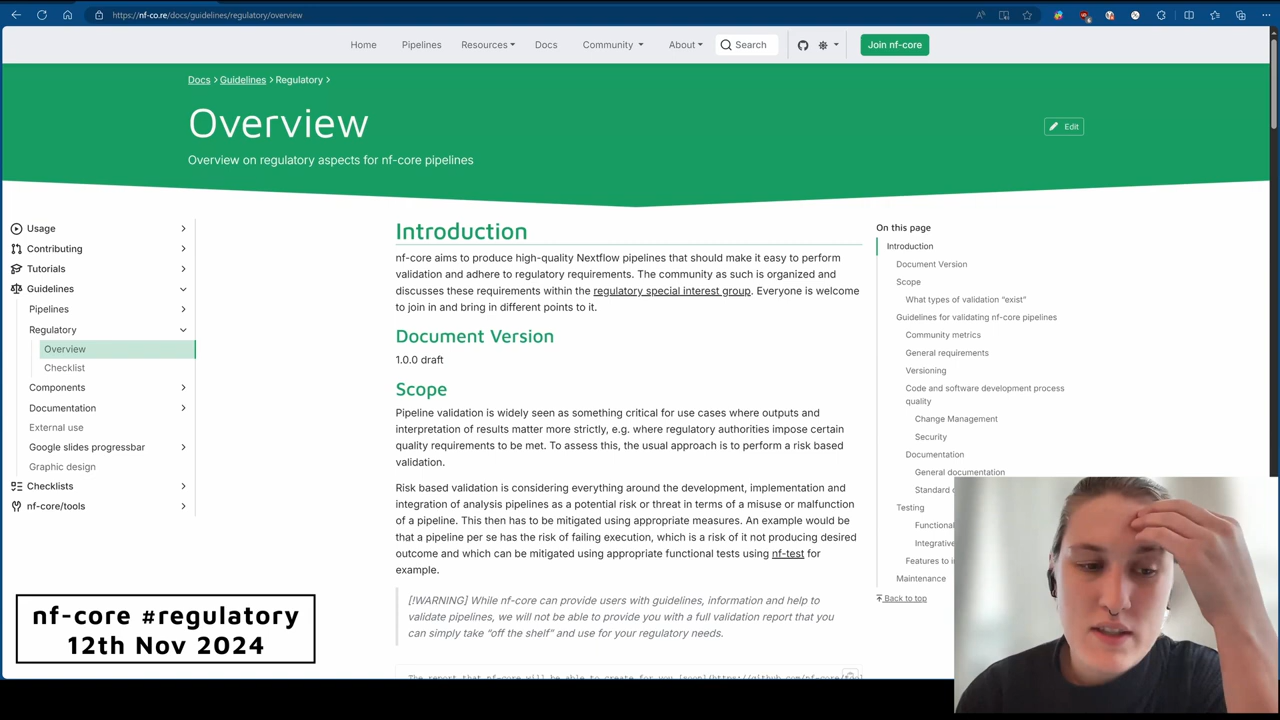 https://nf-co.re/docs/guidelines/regulatory/overview
Home Pipelines Resources Docs Community About Search Join nf-core
Docs > Guidelines > Regulatory >
Overview
Edit
Overview on regulatory aspects for nf-core pipelines
Usage
Contributing
Tutorials
Guidelines
Pipelines
Regulatory
Overview
Checklist
Components
Documentation
External use
Google slides progressbar
Graphic design
Checklists
nf-core/tools
Introduction
nf-core aims to produce high-quality Nextflow pipelines that should make it easy to perform
validation and adhere to regulatory requirements. The community as such is organized and
discusses these requirements within the regulatory special interest group. Everyone is welcome
to join in and bring in different points to it.
Document Version
1.0.0 draft
Scope
Pipeline validation is widely seen as something critical for use cases where outputs and
interpretation of results matter more strictly, e.g. where regulatory authorities impose certain
quality requirements to be met. To assess this, the usual approach is to perform a risk based
validation.
Risk based validation is considering everything around the development, implementation and
integration of analysis pipelines as a potential risk or threat in terms of a misuse or malfunction
of a pipeline. This then has to be mitigated using appropriate measures. An example would be
that a pipeline per se has the risk of failing execution, which is a risk of it not producing desired
outcome and which can be mitigated using appropriate functional tests using nf-test for
example.
[!WARNING] While nf-core can provide users with guidelines, information and help to
validate pipelines, we will not be able to provide you with a full validation report that you
can simply take “off the shelf” and use for your regulatory needs.
On this page
Introduction
Document Version
Scope
What types of validation “exist”
Guidelines for validating nf-core pipelines
Community metrics
General requirements
Versioning
Code and software development process
quality
Change Management
Security
Documentation
General documentation
Standard
Testing
Functional
Integrative
Features to
Maintenance
Back to top
nf-core #regulatory
12th Nov 2024